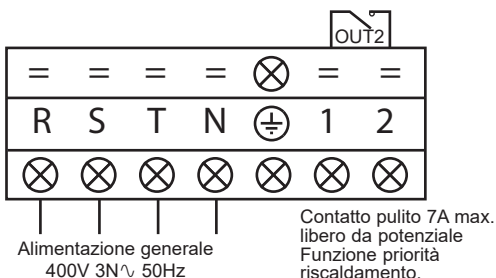 OUT2
= = = = = =
R S T N 1 2
Alimentazione generale
400V 3N∿ 50Hz
Contatto pulito 7A max.
libero da potenziale
Funzione priorità
riscaldamento.